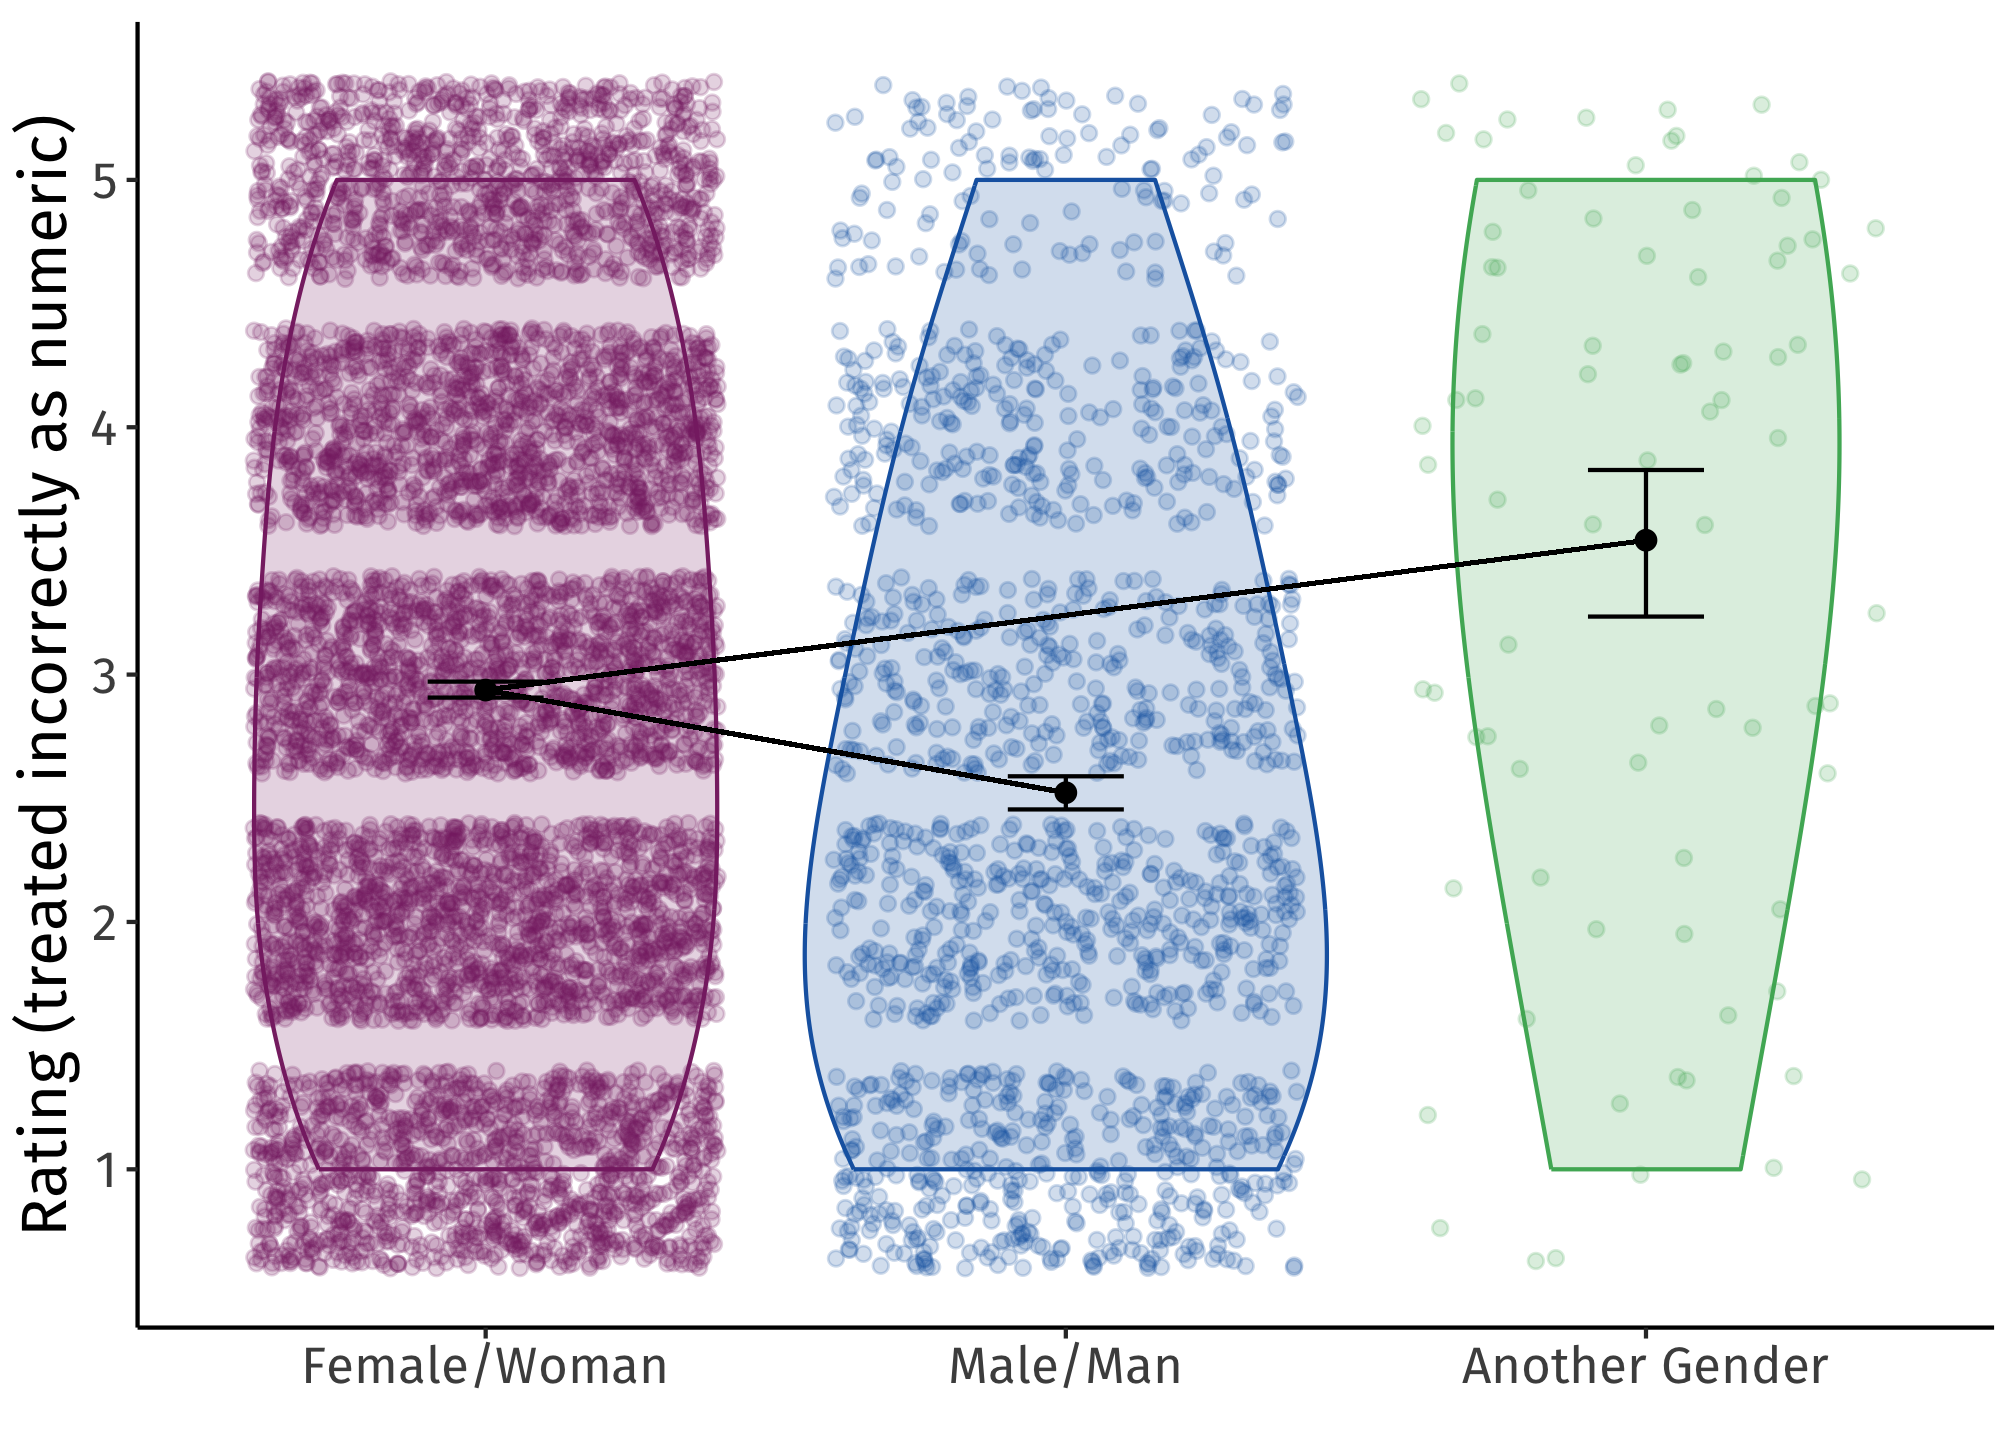 Rating (treated incorrectly as numeric)
5
4
3
2
1
Female/Woman
Male/Man
Another Gender